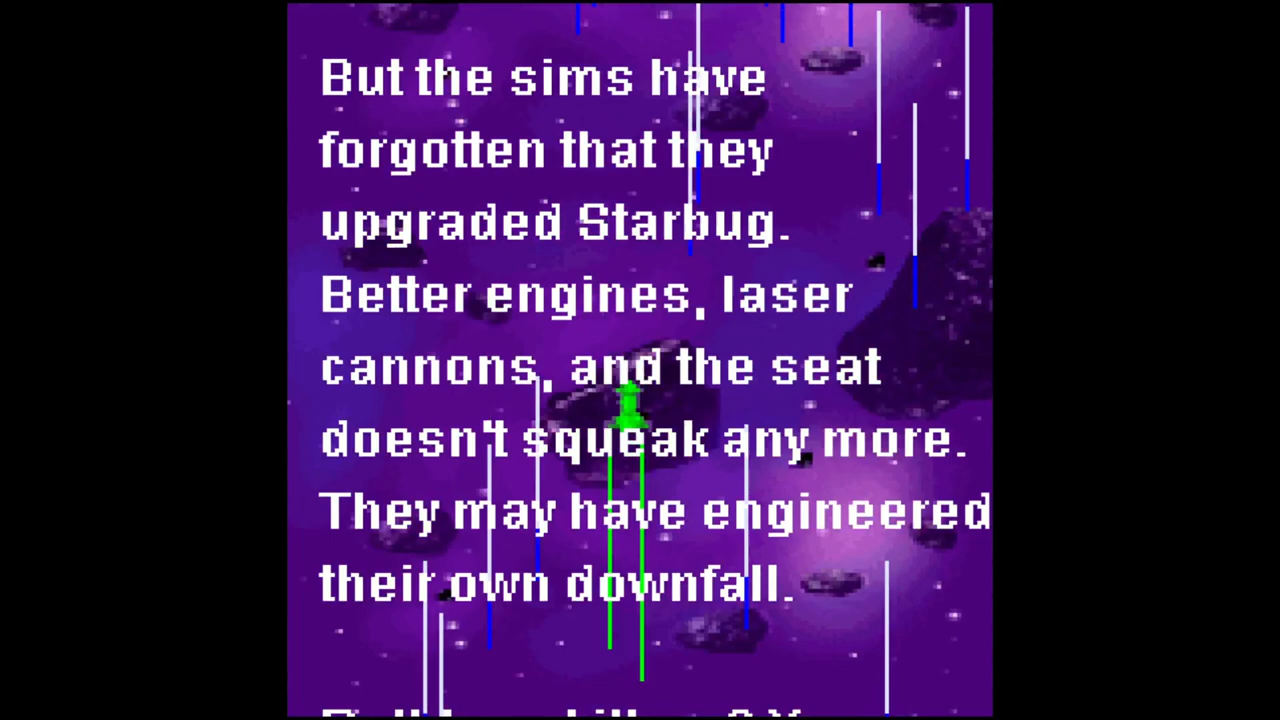 But the sims have
forgotten that they
upgraded Starbug.
Better engines, laser
cannons, and the seat
doesn't squeak any more.
They may have engineered
their own downfall.